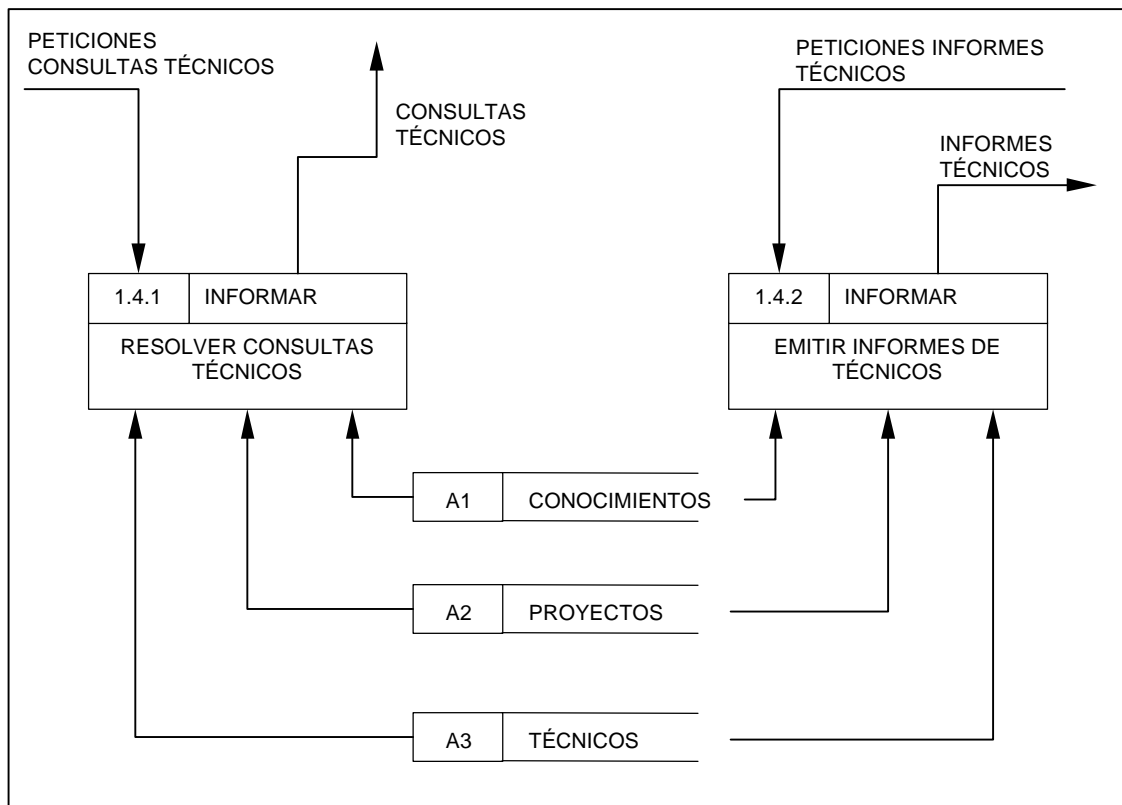 PETICIONES
CONSULTAS TÉCNICOS
CONSULTAS
TÉCNICOS
PETICIONES INFORMES
TÉCNICOS
INFORMES
TÉCNICOS
1.4.1 INFORMAR
RESOLVER CONSULTAS
TÉCNICOS
1.4.2 INFORMAR
EMITIR INFORMES DE
TÉCNICOS
A1 CONOCIMIENTOS
A2 PROYECTOS
A3 TÉCNICOS